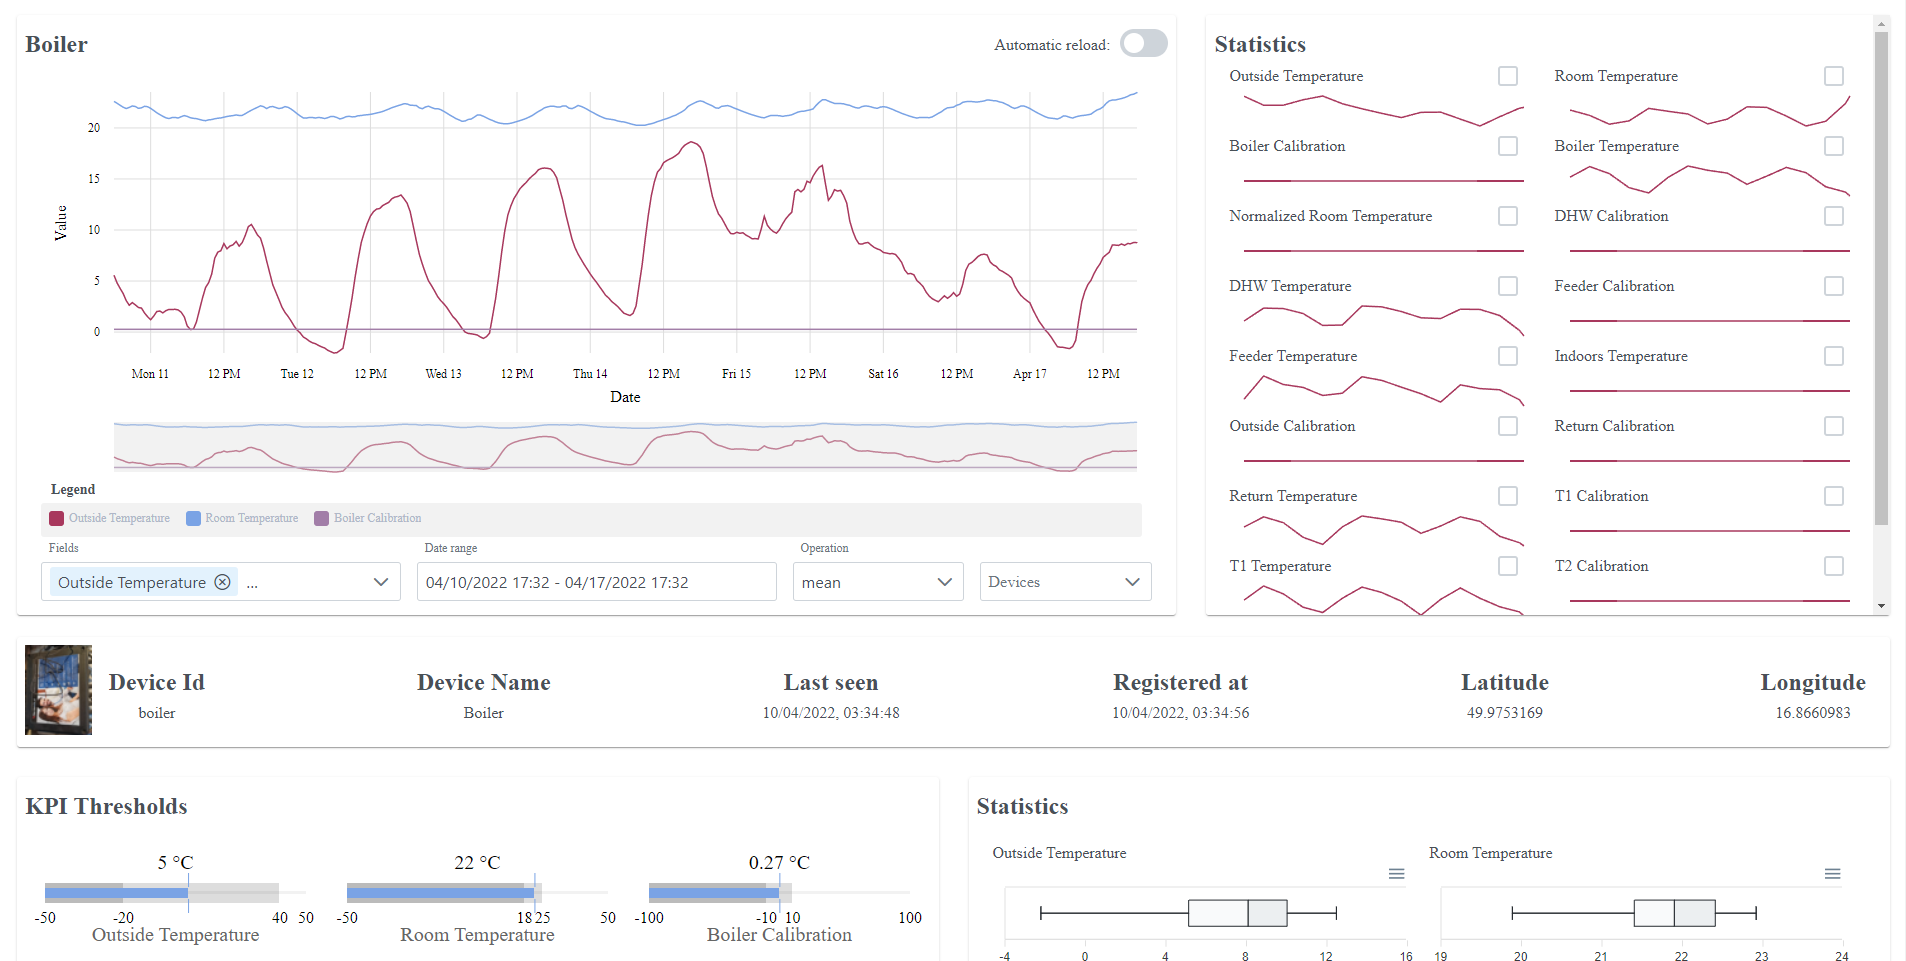 Boiler
Automatic reload:
20
15
10
5
0
Value
Mon 11 12 PM Tue 12 12 PM Wed 13 12 PM Thu 14 12 PM Fri 15 12 PM Sat 16 12 PM Apr 17 12 PM
Date
Legend
Outside Temperature Room Temperature Boiler Calibration
Fields Date range Operation
Outside Temperature ... 04/10/2022 17:32 - 04/17/2022 17:32 mean Devices
Statistics
Outside Temperature Room Temperature
Boiler Calibration Boiler Temperature
Normalized Room Temperature DHW Calibration
DHW Temperature Feeder Calibration
Feeder Temperature Indoors Temperature
Outside Calibration Return Calibration
Return Temperature T1 Calibration
T1 Temperature T2 Calibration
Device Id Device Name Last seen Registered at Latitude Longitude
boiler Boiler 10/04/2022, 03:34:48 10/04/2022, 03:34:56 49.9753169 16.8660983
KPI Thresholds
5 °C 22 °C 0.27 °C
-50 -20 40 50 -50 18 25 50 -100 -10 10 100
Outside Temperature Room Temperature Boiler Calibration
Statistics
Outside Temperature Room Temperature
-4 0 4 8 12 16 19 20 21 22 23 24